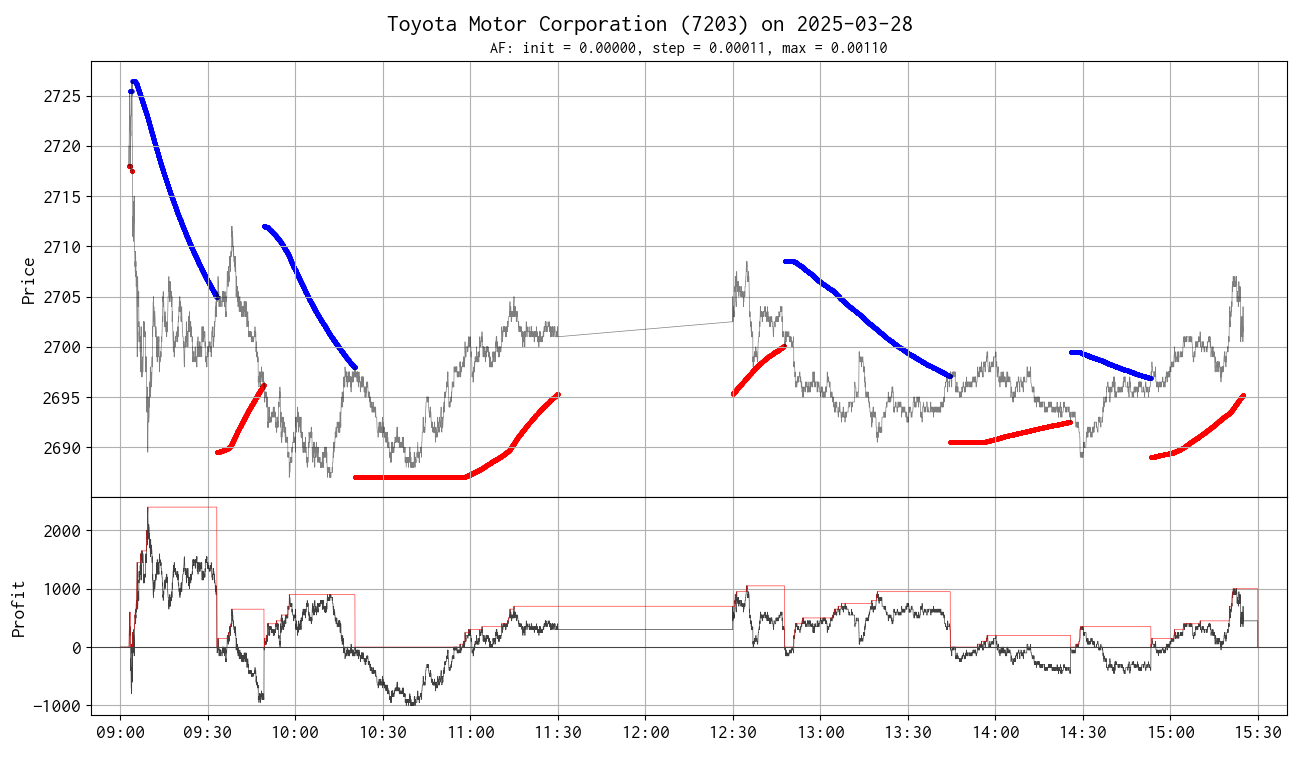 Toyota Motor Corporation (7203) on 2025-03-28
AF: init = 0.00000, step = 0.00011, max = 0.00110
Price
2725
2720
2715
2710
2705
2700
2695
2690
Profit
2000
1000
0
−1000
09:00 09:30 10:00 10:30 11:00 11:30 12:00 12:30 13:00 13:30 14:00 14:30 15:00 15:30